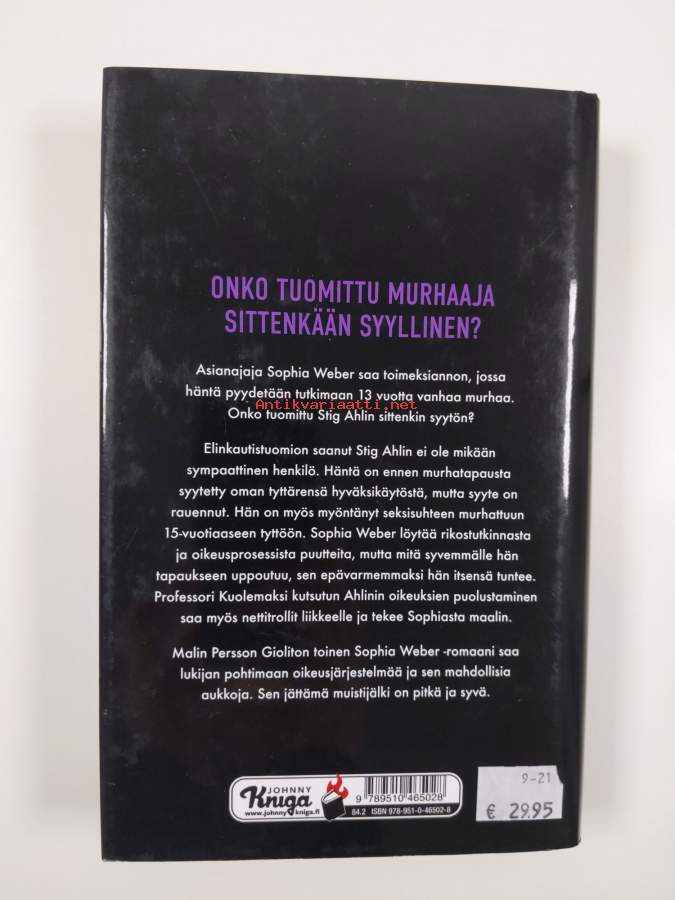 ONKO TUOMITTU MURHAAJA
SITTENKÄÄN SYYLLINEN?
Asianajaja Sophia Weber saa toimeksiannon, jossa
häntä pyydetään tutkimaan 13 vuotta vanhaa murhaa.
Antikvariaatti.net
Onko tuomittu Stig Ahlin sittenkin syytön?
Elinkautistuomion saanut Stig Ahlin ei ole mikään
sympaattinen henkilö. Häntä on ennen murhatapausta
syytetty oman tyttärensä hyväksikäytöstä, mutta syyte on
rauennut. Hän on myös myöntänyt seksisuhteen murhattuun
15-vuotiaaseen tyttöön. Sophia Weber löytää rikostutkinnasta
ja oikeusprosessista puutteita, mutta mitä syvemmälle hän
tapaukseen uppoutuu, sen epävarmemmaksi hän itsensä tuntee.
Professori Kuolemaksi kutsutun Ahlinin oikeuksien puolustaminen
saa myös nettitrollit liikkeelle ja tekee Sophiasta maalin.
Malin Persson Gioliton toinen Sophia Weber -romaani saa
lukijan pohtimaan oikeusjärjestelmää ja sen mahdollisia
aukkoja. Sen jättämä muistijälki on pitkä ja syvä.
JOHNNY
Kniga
www.johnnykniga.fi
9 789510 465028
84.2 ISBN 978-951-0-46502-8
9-21
€ 29.95